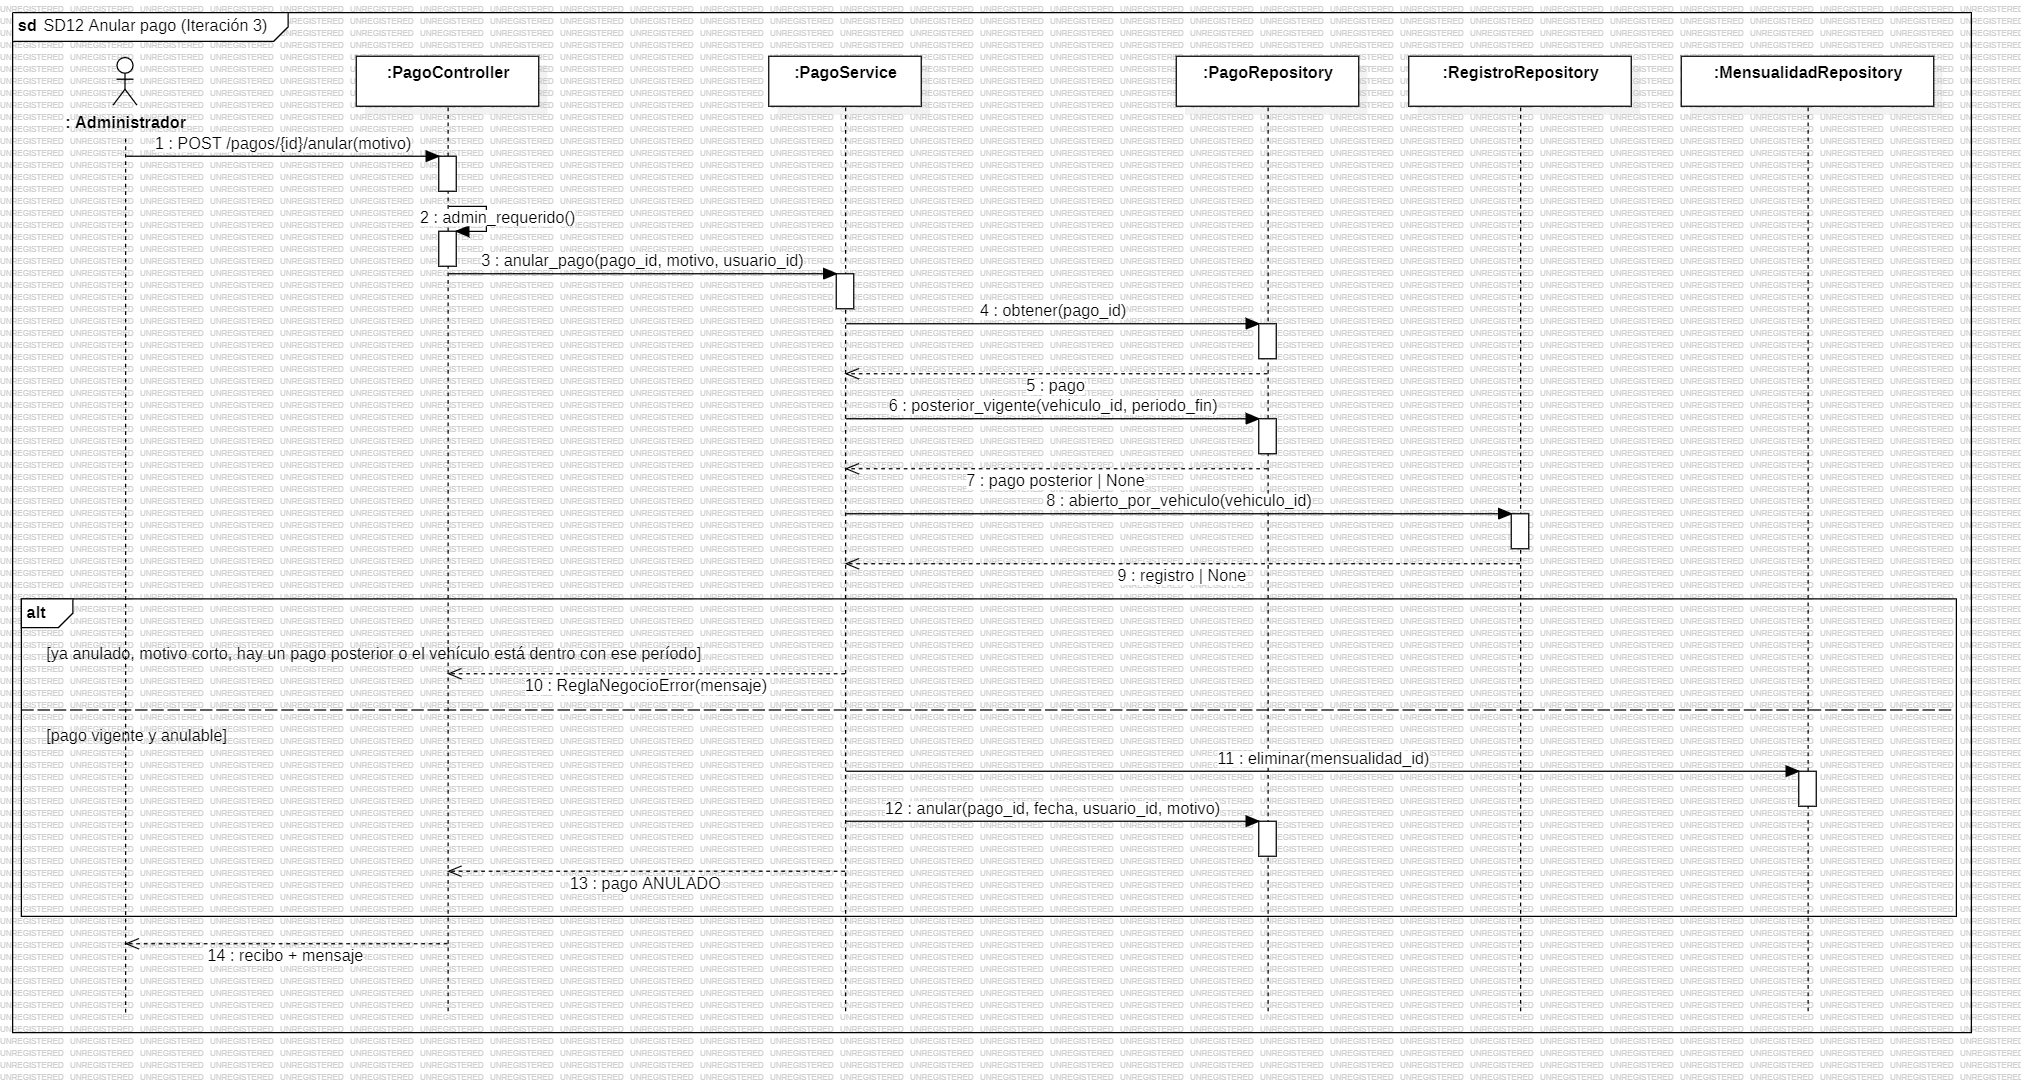 sd SD12 Anular pago (Iteración 3)
:PagoController
:PagoService
:PagoRepository
:RegistroRepository
:MensualidadRepository
: Administrador
1 : POST /pagos/{id}/anular(motivo)
2 : admin_requerido()
3 : anular_pago(pago_id, motivo, usuario_id)
4 : obtener(pago_id)
5 : pago
6 : posterior_vigente(vehiculo_id, periodo_fin)
7 : pago posterior | None
8 : abierto_por_vehiculo(vehiculo_id)
9 : registro | None
alt
[ya anulado, motivo corto, hay un pago posterior o el vehículo está dentro con ese período]
10 : ReglaNegocioError(mensaje)
[pago vigente y anulable]
11 : eliminar(mensualidad_id)
12 : anular(pago_id, fecha, usuario_id, motivo)
13 : pago ANULADO
14 : recibo + mensaje
UNREGISTERED